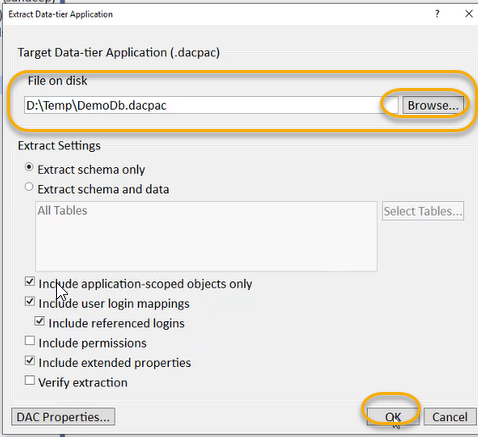 Extract Data-tier Application
?
Target Data-tier Application (.dacpac)
File on disk
D:\Temp\DemoDb.dacpac
Browse...
Extract Settings
Extract schema only
Extract schema and data
All Tables
Select Tables...
Include application-scoped objects only
Include user login mappings
Include referenced logins
Include permissions
Include extended properties
Verify extraction
DAC Properties...
OK
Cancel